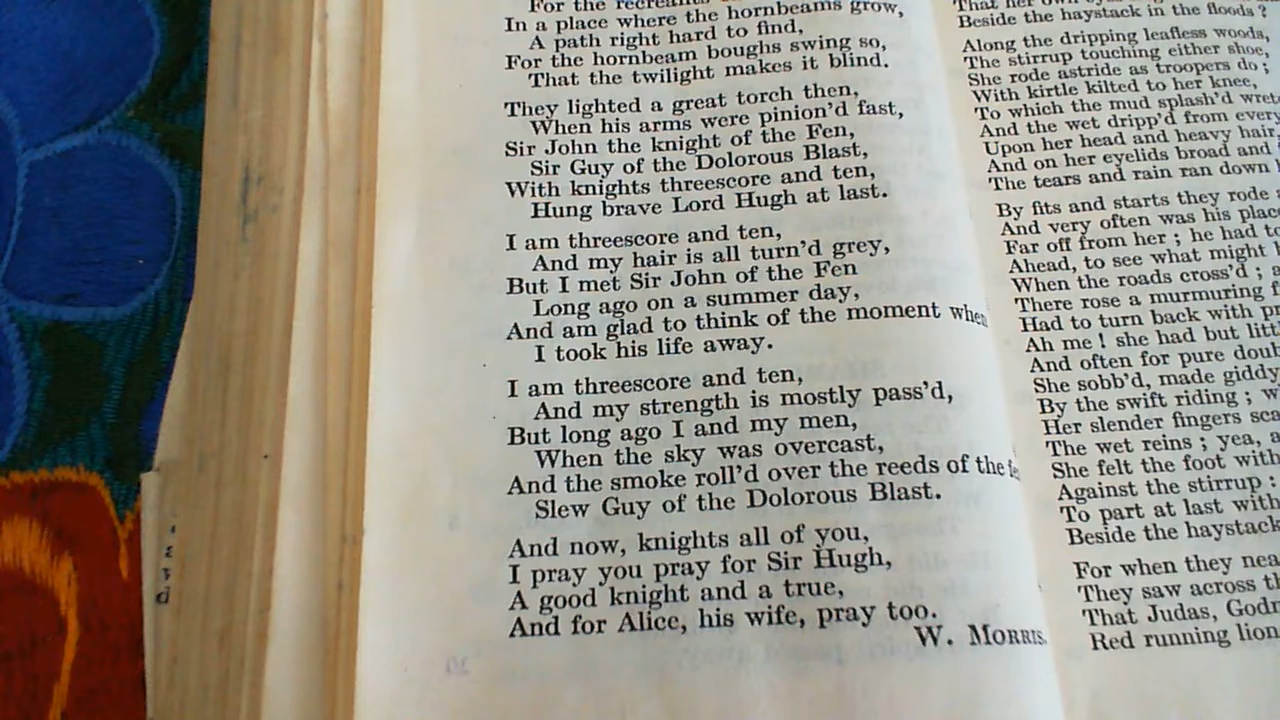 For the recreants
In a place where the hornbeams grow,
A path right hard to find,
For the hornbeam boughs swing so,
That the twilight makes it blind.
They lighted a great torch then,
When his arms were pinion'd fast,
Sir John the knight of the Fen,
Sir Guy of the Dolorous Blast,
With knights threescore and ten,
Hung brave Lord Hugh at last.
I am threescore and ten,
And my hair is all turn'd grey,
But I met Sir John of the Fen
Long ago on a summer day,
And am glad to think of the moment when
I took his life away.
I am threescore and ten,
And my strength is mostly pass'd,
But long ago I and my men,
When the sky was overcast,
And the smoke roll'd over the reeds of the
Slew Guy of the Dolorous Blast.
And now, knights all of you,
I pray you pray for Sir Hugh,
A good knight and a true,
And for Alice, his wife, pray too.
W. MORRIS.
That her own eyes
Beside the haystack in the floods?
Along the dripping leafless woods,
The stirrup touching either shoe,
She rode astride as troopers do;
With kirtle kilted to her knee,
To which the mud splash'd
And the wet dripp'd from every
Upon her head and heavy hair,
And on her eyelids broad and
The tears and rain ran down
By fits and starts they rode
And very often was his place
Far off from her; he had to
Ahead, to see what might
When the roads cross'd;
There rose a murmuring
Had to turn back with
Ah me! she had but
And often for pure
She sobb'd, made giddy
By the swift riding;
Her slender fingers
The wet reins; yea,
She felt the foot with
Against the stirrup:
To part at last with
Beside the haystack
For when they
They saw across
That Judas,
Red running